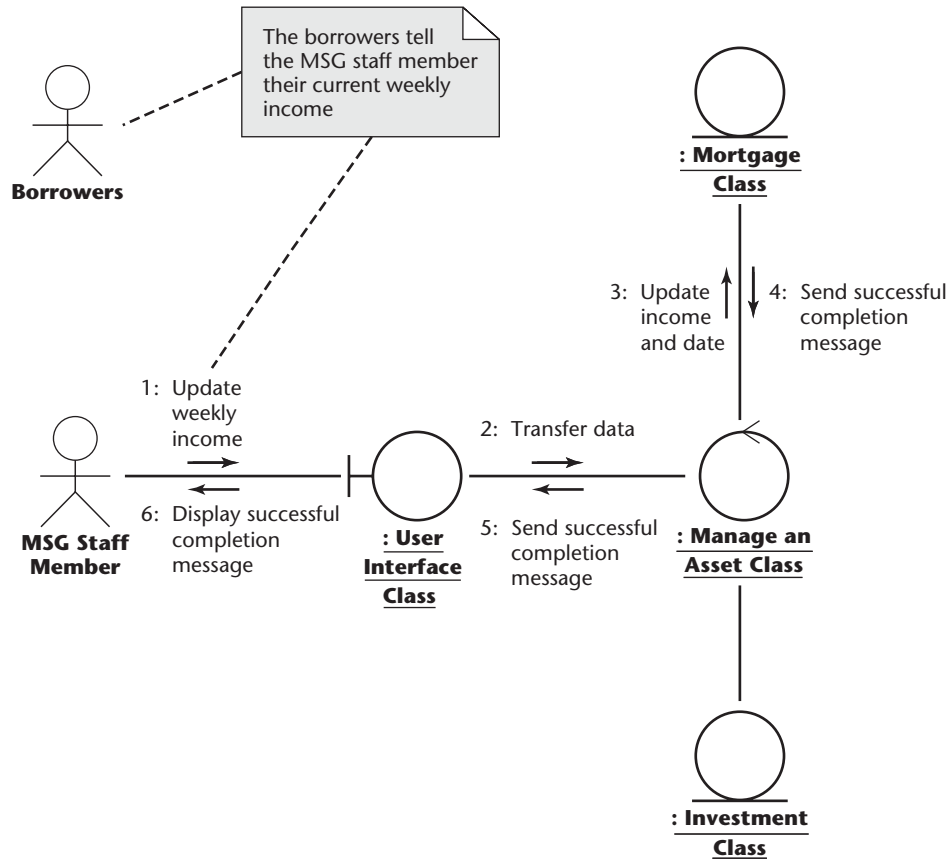 The borrowers tell
the MSG staff member
their current weekly
income
Borrowers
: Mortgage
Class
3: Update
income
and date
4: Send successful
completion
message
1: Update
weekly
income
2: Transfer data
6: Display successful
completion
message
5: Send successful
completion
message
MSG Staff
Member
: User
Interface
Class
: Manage an
Asset Class
: Investment
Class